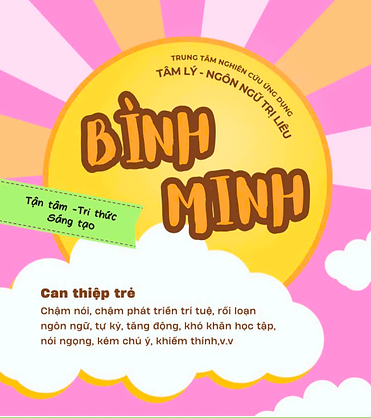 TRUNG TÂM NGHIÊN CỨU ỨNG DỤNG
TÂM LÝ - NGÔN NGỮ TRỊ LIỆU
BÌNH
MINH
Tận tâm -Trí thức
Sáng tạo
Can thiệp trẻ
Chậm nói, chậm phát triển trí tuệ, rối loạn
ngôn ngữ, tự kỷ, tăng động, khó khăn học tập,
nói ngọng, kém chú ý, khiếm thính,v.v